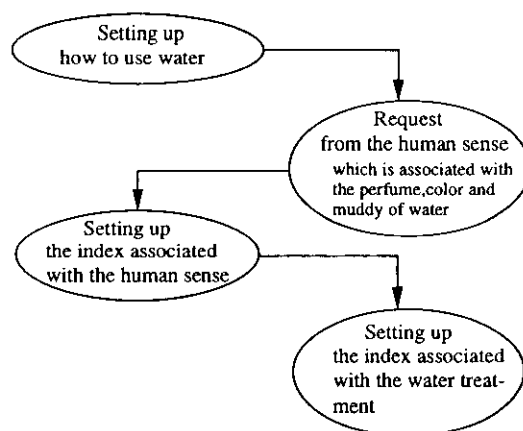 Setting up
how to use water
Request
from the human sense
which is associated with
the perfume,color and
muddy of water
Setting up
the index associated
with the human sense
Setting up
the index associated
with the water treat-
ment